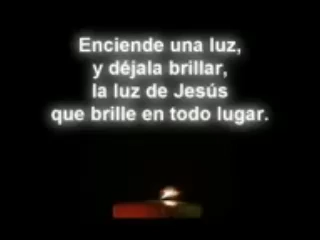 Enciende una luz,
y déjala brillar,
la luz de Jesús
que brille en todo lugar.